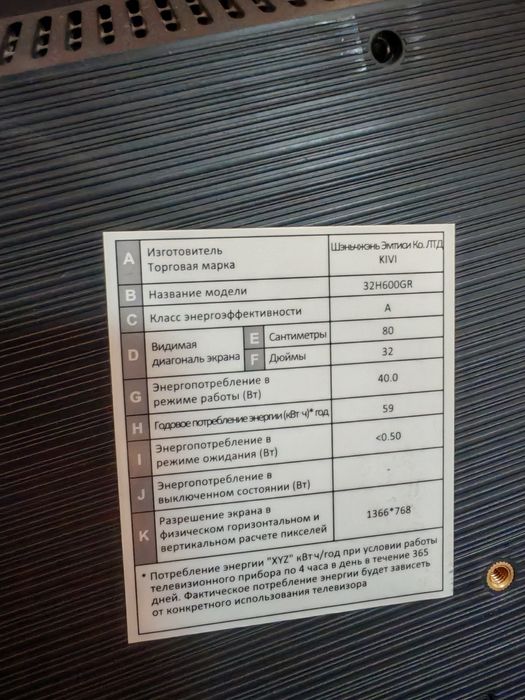 A Изготовитель Шэньчжэнь Эмтиси Ко. ЛТД
Торговая марка KIVI
B Название модели 32H600GR
C Класс энергоэффективности A
D Видимая E Сантиметры 80
диагональ экрана F Дюймы 32
G Энергопотребление в
режиме работы (Вт) 40.0
H Годовое потребление энергии (кВт ч)* год 59
I Энергопотребление в
режиме ожидания (Вт) <0.50
J Энергопотребление в
выключенном состоянии (Вт) -
K Разрешение экрана в
физическом горизонтальном и 1366*768
вертикальном расчете пикселей
* Потребление энергии "XYZ" кВт ч/год при условии работы
телевизионного прибора по 4 часа в день в течение 365
дней. Фактическое потребление энергии будет зависеть
от конкретного использования телевизора